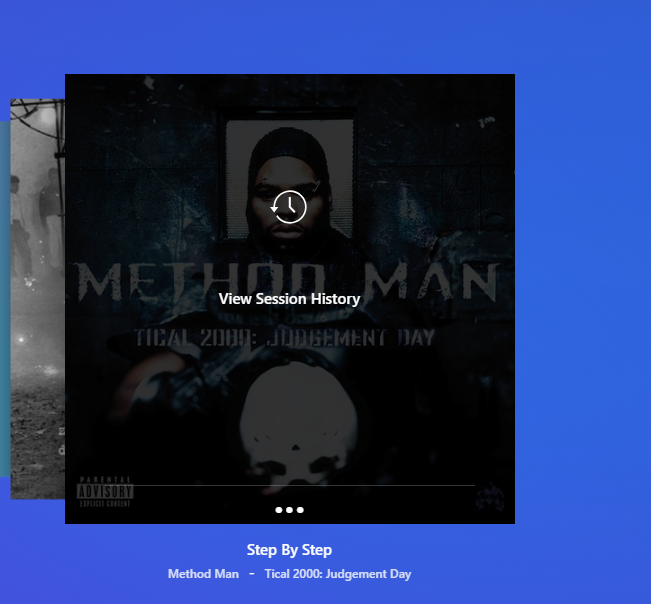 METHOD MAN
View Session History
TICAL 2000: JUDGEMENT DAY
PARENTAL
ADVISORY
EXPLICIT CONTENT
Step By Step
Method Man - Tical 2000: Judgement Day